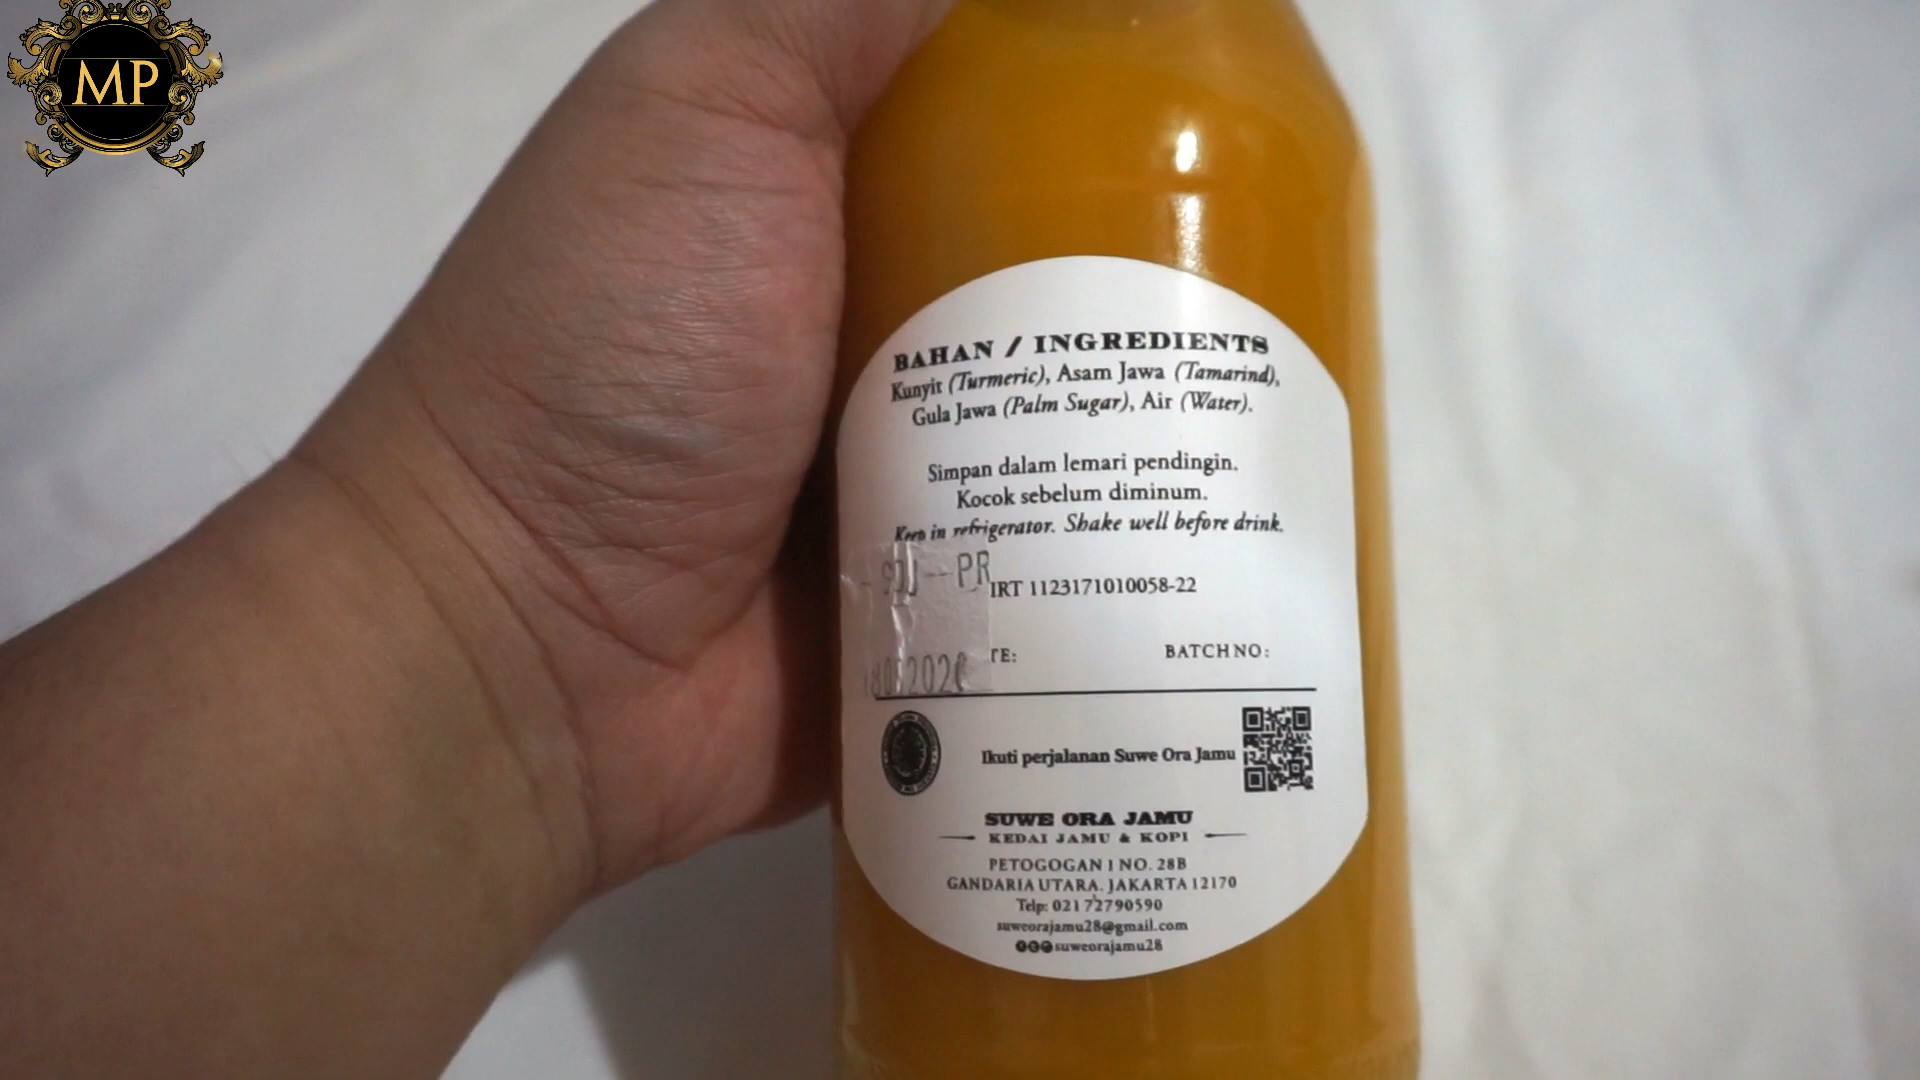 MP
BAHAN / INGREDIENTS
Kunyit (Turmeric), Asam Jawa (Tamarind),
Gula Jawa (Palm Sugar), Air (Water).
Simpan dalam lemari pendingin.
Kocok sebelum diminum.
Keep in refrigerator. Shake well before drink.
PR
IRT 1123171010058-22
TE: BATCH NO:
Ikuti perjalanan Suwe Ora Jamu
SUWE ORA JAMU
KEDAI JAMU & KOPI
PETOGOGAN 1 NO. 28B
GANDARIA UTARA. JAKARTA 12170
Telp: 021 72790590
suweorajamu28@gmail.com
suweorajamu28